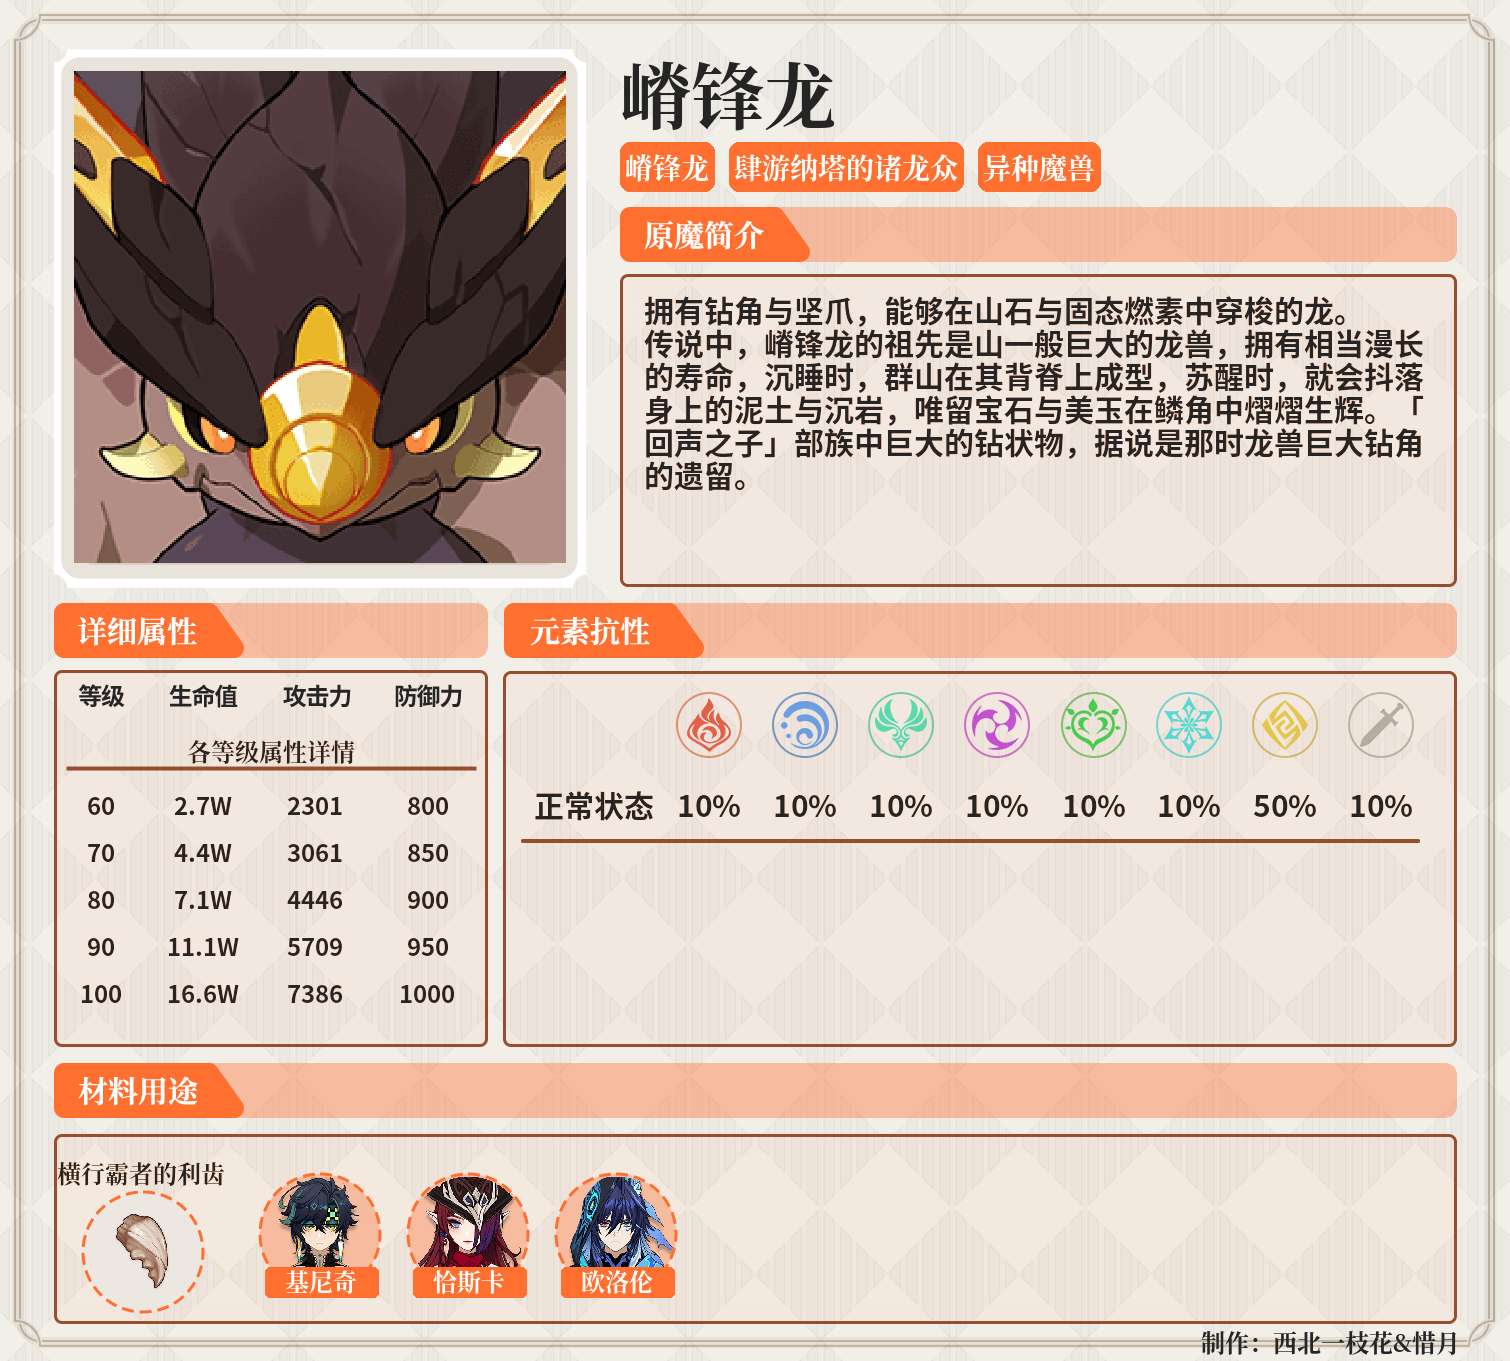 嵴锋龙
嵴锋龙 肆游纳塔的诸龙众 异种魔兽
原魔简介
拥有钻角与坚爪，能够在山石与固态燃素中穿梭的龙。
传说中，嵴锋龙的祖先是山一般巨大的龙兽，拥有相当漫长
的寿命，沉睡时，群山在其背脊上成型，苏醒时，就会抖落
身上的泥土与沉岩，唯留宝石与美玉在鳞角中熠熠生辉。「
回声之子」部族中巨大的钻状物，据说是那时龙兽巨大钻角
的遗留。
详细属性
等级 生命值 攻击力 防御力
各等级属性详情
60 2.7W 2301 800
70 4.4W 3061 850
80 7.1W 4446 900
90 11.1W 5709 950
100 16.6W 7386 1000
元素抗性
正常状态 10% 10% 10% 10% 10% 10% 50% 10%
材料用途
横行霸者的利齿
基尼奇 恰斯卡 欧洛伦
制作：西北一枝花&惜月